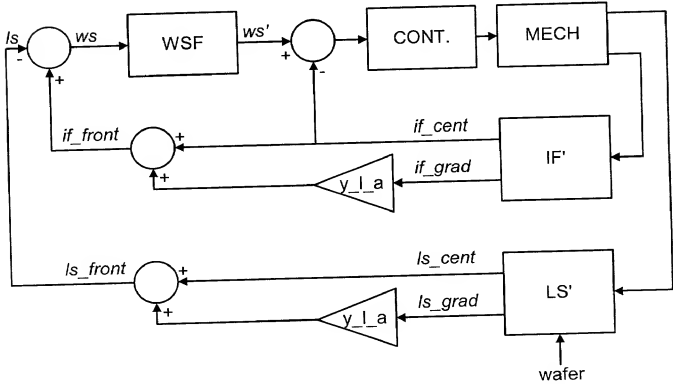 ls
-
ws
+
WSF
ws'
+
-
CONT.
MECH
if_front
+
+
if_cent
if_grad
y_l_a
IF'
ls_front
+
+
ls_cent
ls_grad
y_l_a
LS'
wafer